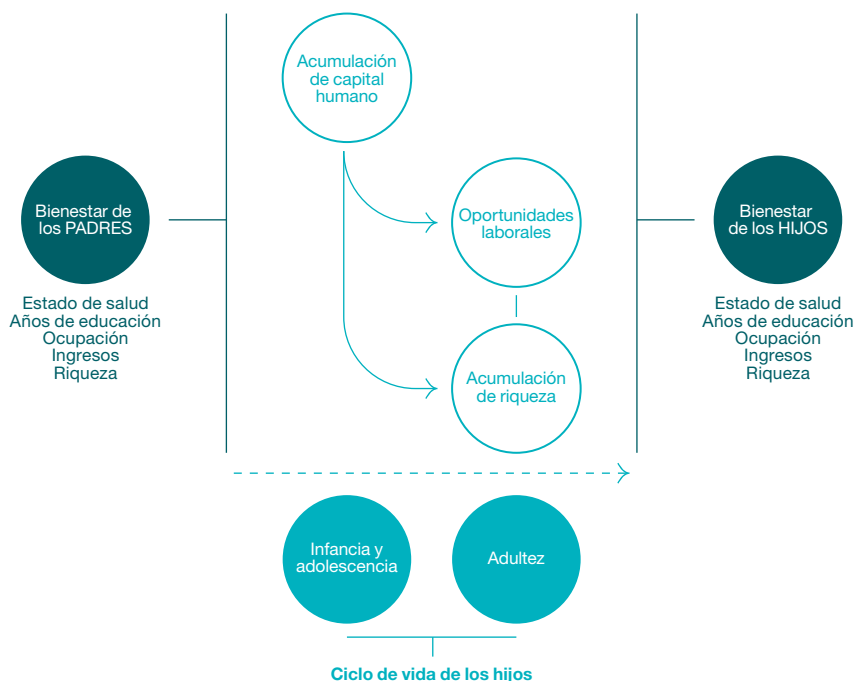 Acumulación
de capital
humano
Bienestar de
los PADRES
Estado de salud
Años de educación
Ocupación
Ingresos
Riqueza
Oportunidades
laborales
Acumulación
de riqueza
Bienestar
de los HIJOS
Estado de salud
Años de educación
Ocupación
Ingresos
Riqueza
Infancia y
adolescencia
Adultez
Ciclo de vida de los hijos